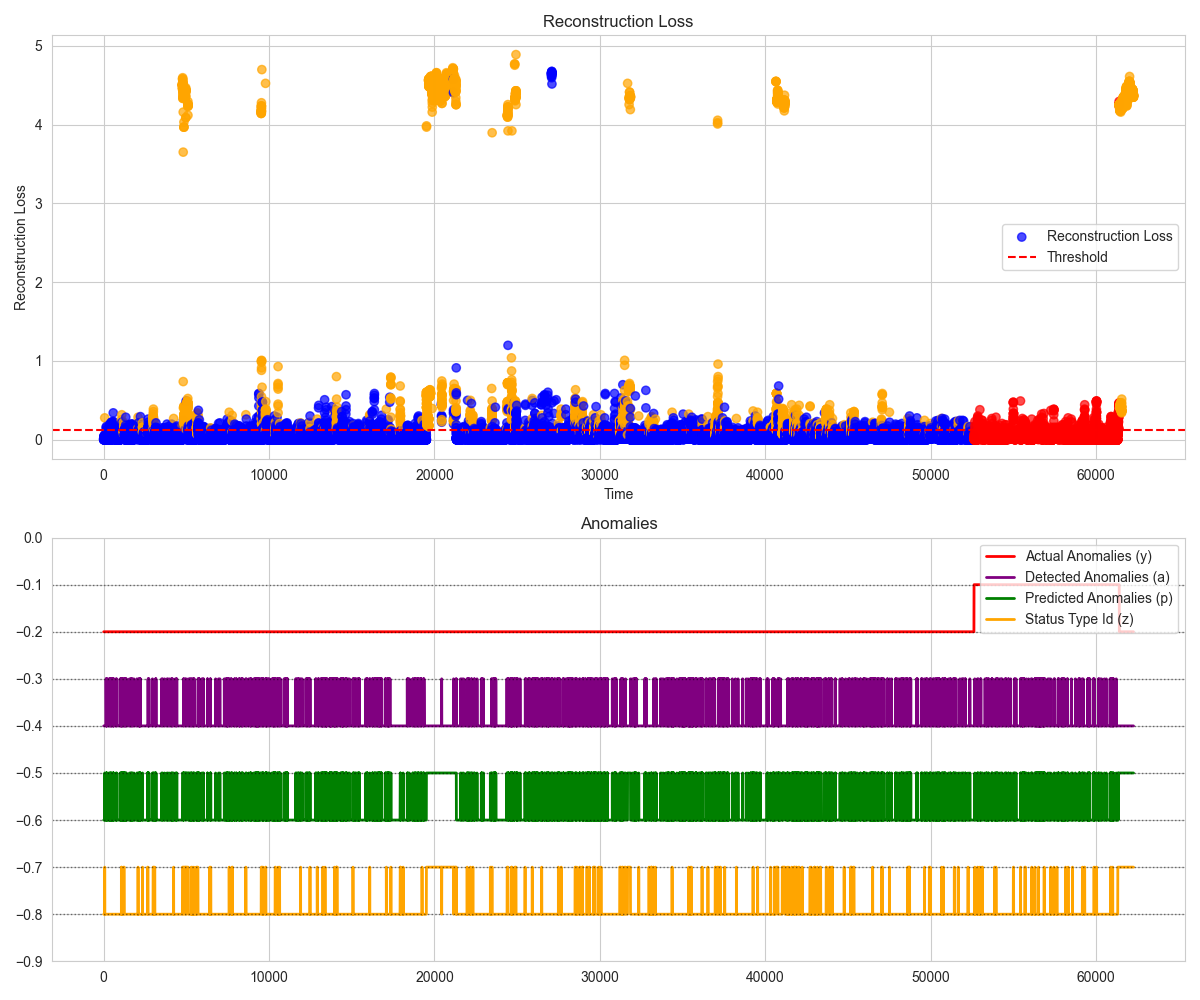 Reconstruction Loss
Reconstruction Loss
5
4
3
2
1
0
Reconstruction Loss
Threshold
0 10000 20000 30000 40000 50000 60000
Time
Anomalies
0.0
−0.1
−0.2
−0.3
−0.4
−0.5
−0.6
−0.7
−0.8
−0.9
Actual Anomalies (y)
Detected Anomalies (a)
Predicted Anomalies (p)
Status Type Id (z)
0 10000 20000 30000 40000 50000 60000